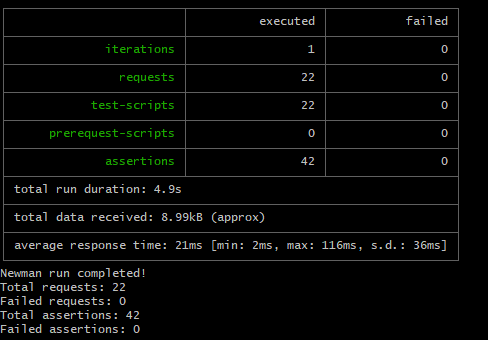 executed failed
iterations 1 0
requests 22 0
test-scripts 22 0
prerequest-scripts 0 0
assertions 42 0
total run duration: 4.9s
total data received: 8.99kB (approx)
average response time: 21ms [min: 2ms, max: 116ms, s.d.: 36ms]
Newman run completed!
Total requests: 22
Failed requests: 0
Total assertions: 42
Failed assertions: 0